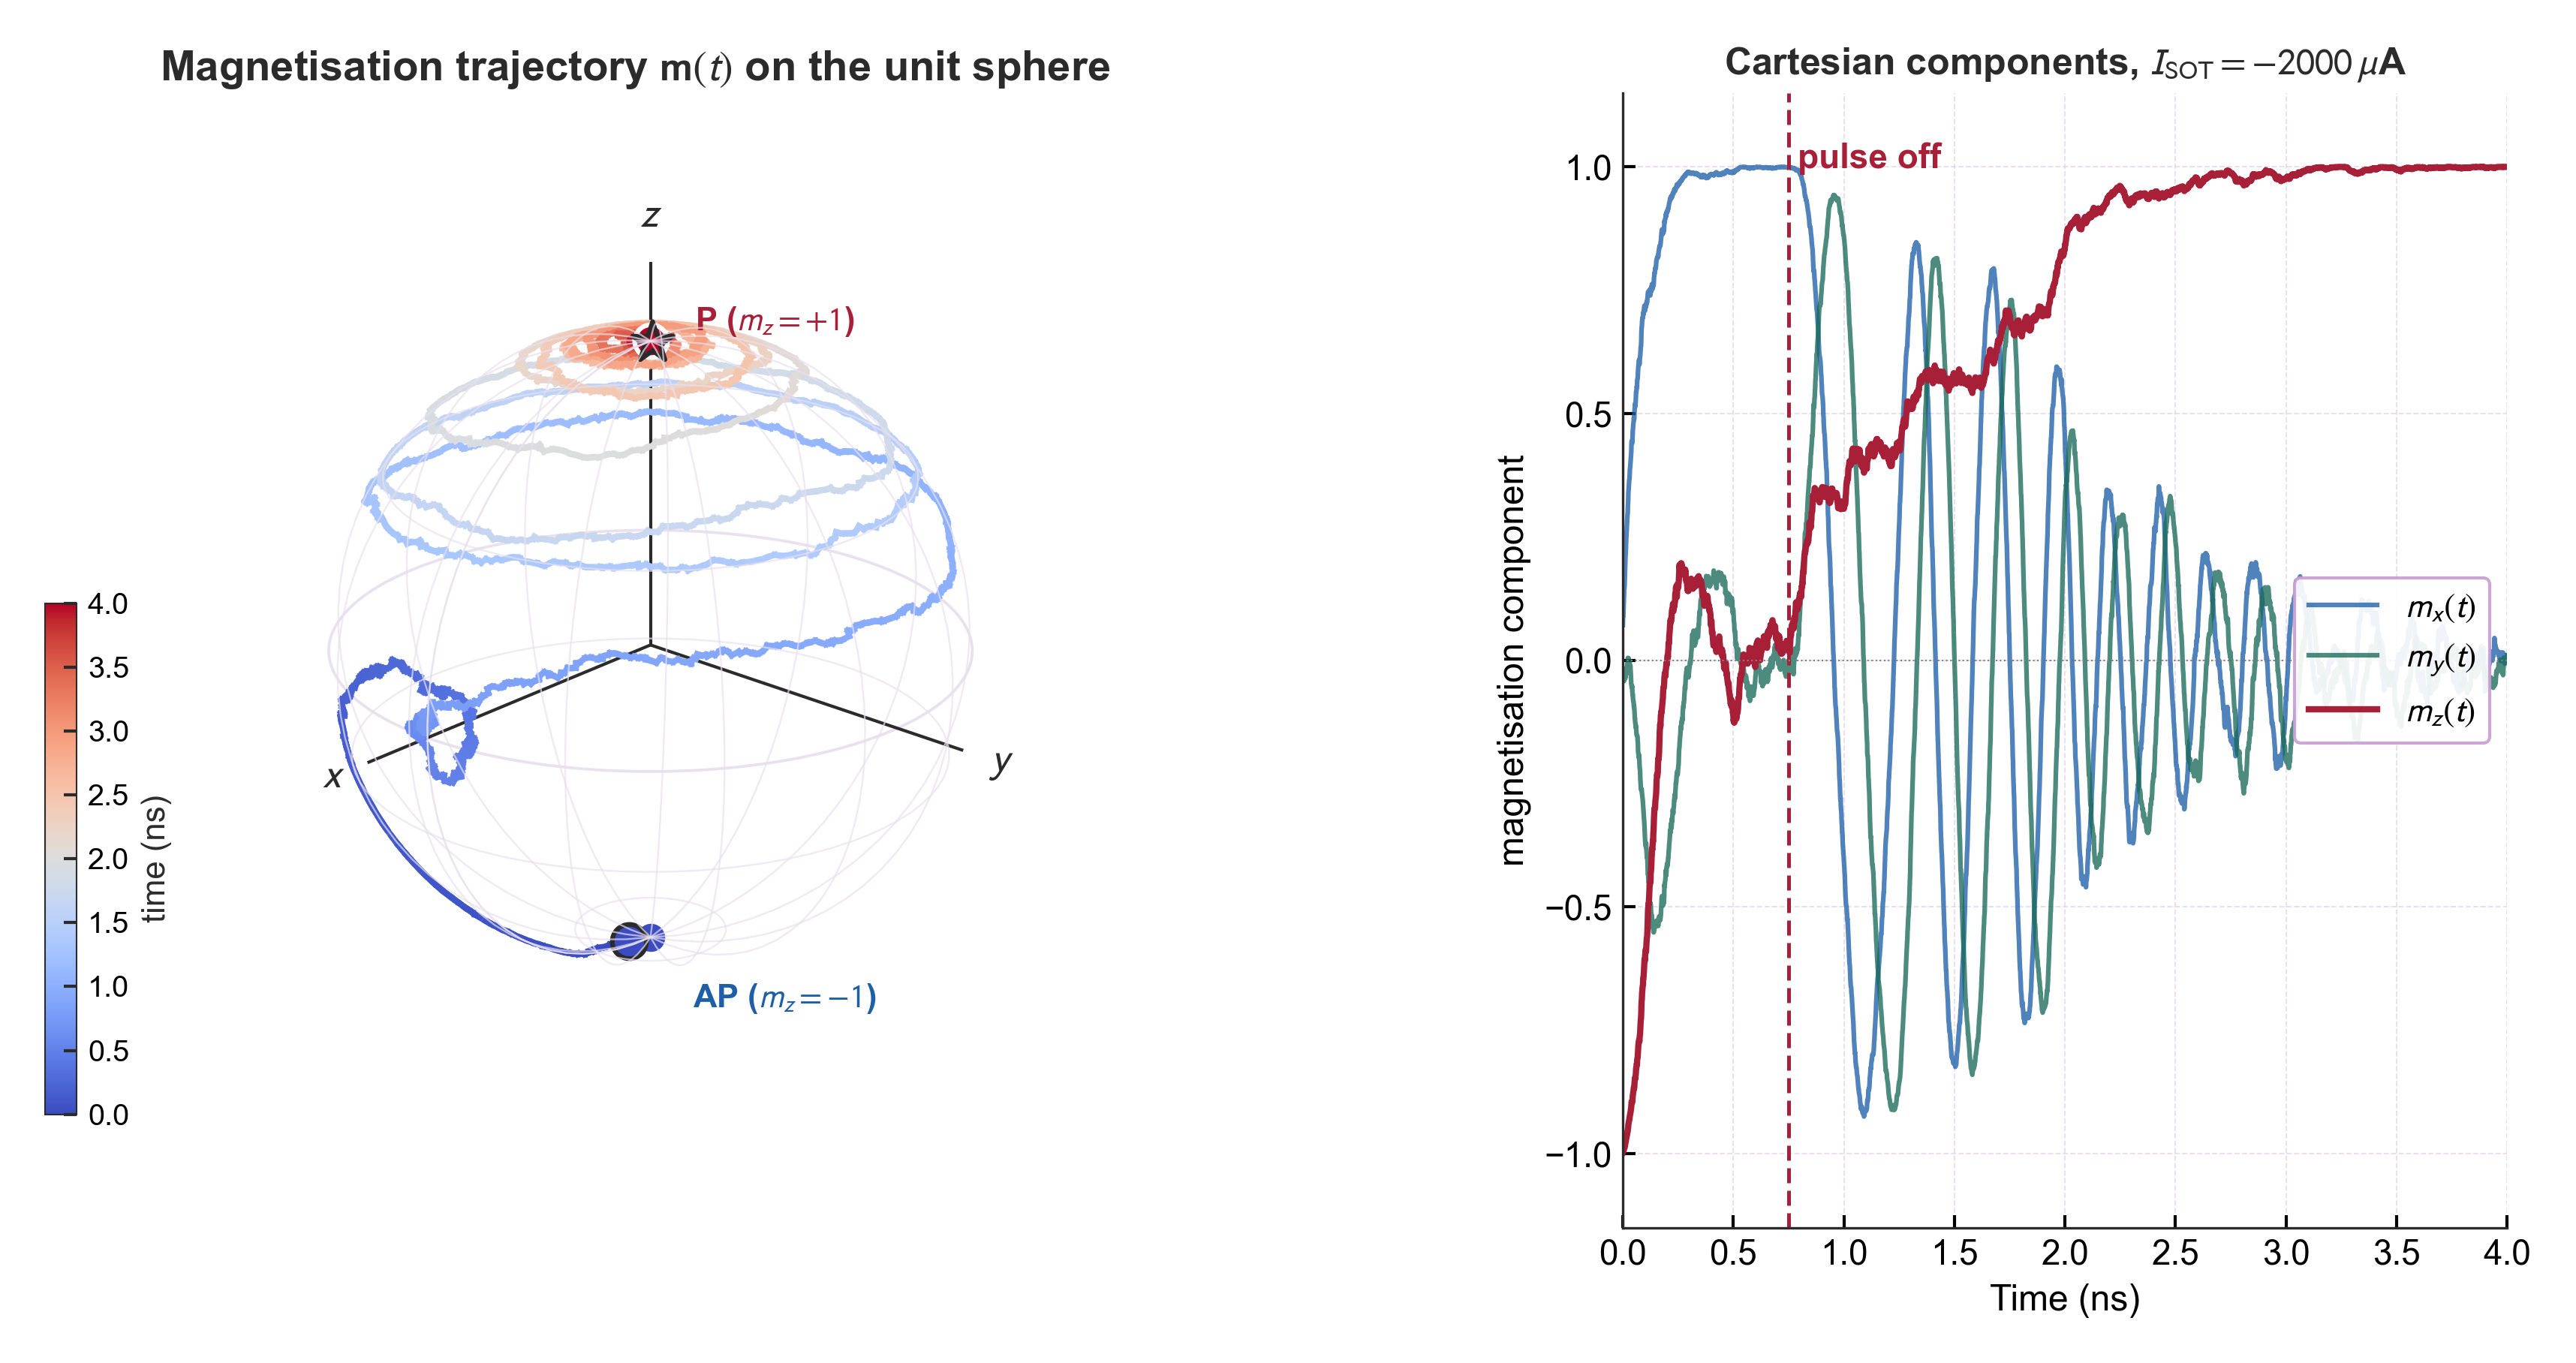 Magnetisation trajectory m(t) on the unit sphere
z
P (m_z = +1)
x
y
AP (m_z = −1)
4.0
3.5
3.0
2.5
2.0
1.5
1.0
0.5
0.0
time (ns)
Cartesian components, I_SOT = −2000 μA
pulse off
1.0
0.5
0.0
−0.5
−1.0
magnetisation component
m_x(t)
m_y(t)
m_z(t)
0.0 0.5 1.0 1.5 2.0 2.5 3.0 3.5 4.0
Time (ns)